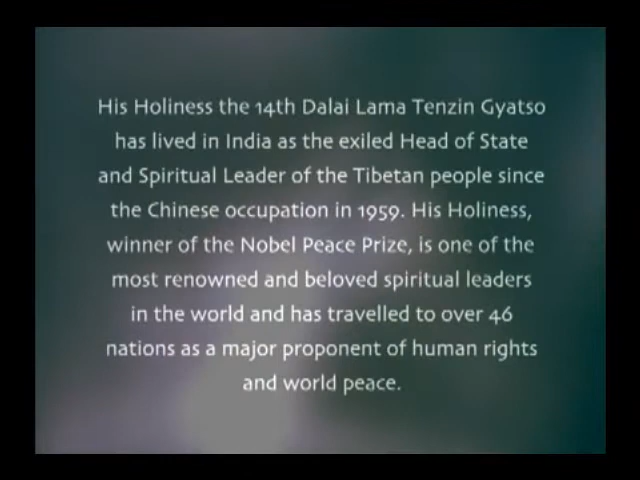 His Holiness the 14th Dalai Lama Tenzin Gyatso
has lived in India as the exiled Head of State
and Spiritual Leader of the Tibetan people since
the Chinese occupation in 1959. His Holiness,
winner of the Nobel Peace Prize, is one of the
most renowned and beloved spiritual leaders
in the world and has travelled to over 46
nations as a major proponent of human rights
and world peace.